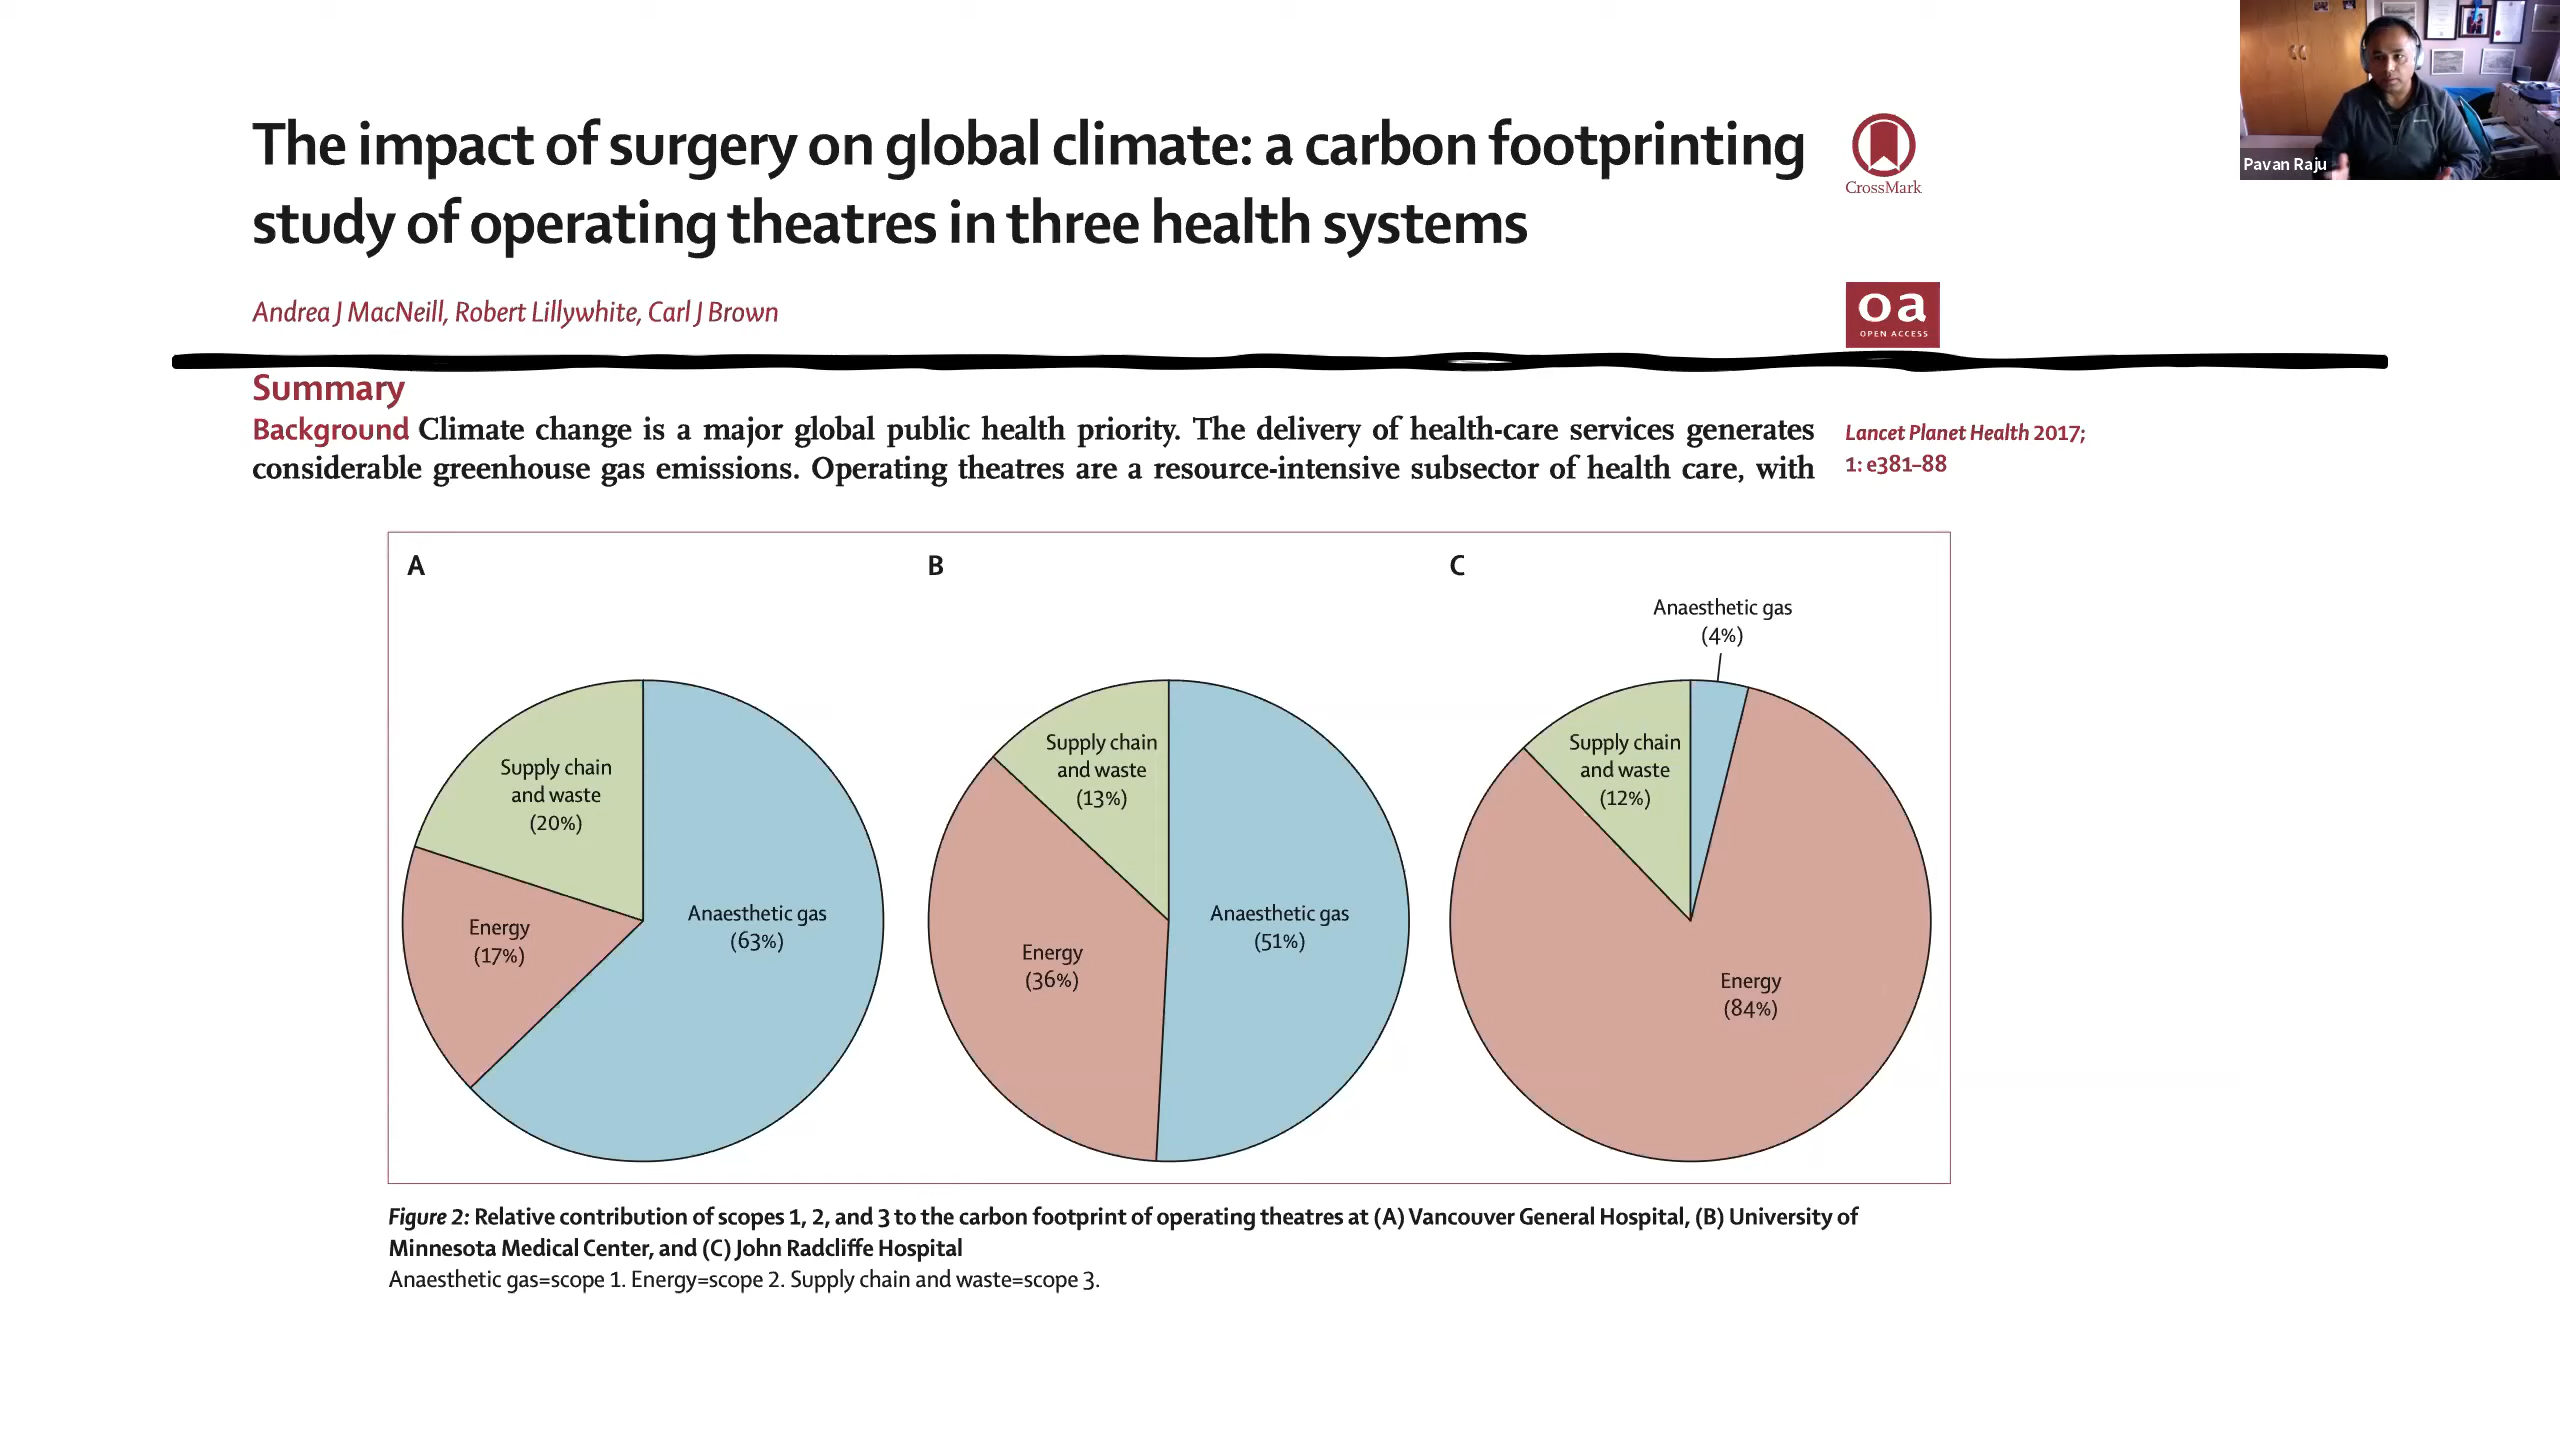 Pavan Raju
The impact of surgery on global climate: a carbon footprinting
study of operating theatres in three health systems
CrossMark
Andrea J MacNeill, Robert Lillywhite, Carl J Brown
oa
OPEN ACCESS
Summary
Background Climate change is a major global public health priority. The delivery of health-care services generates
considerable greenhouse gas emissions. Operating theatres are a resource-intensive subsector of health care, with
Lancet Planet Health 2017;
1: e381–88
A
Supply chain
and waste
(20%)
Energy
(17%)
Anaesthetic gas
(63%)
B
Supply chain
and waste
(13%)
Energy
(36%)
Anaesthetic gas
(51%)
C
Anaesthetic gas
(4%)
Supply chain
and waste
(12%)
Energy
(84%)
Figure 2: Relative contribution of scopes 1, 2, and 3 to the carbon footprint of operating theatres at (A) Vancouver General Hospital, (B) University of
Minnesota Medical Center, and (C) John Radcliffe Hospital
Anaesthetic gas=scope 1. Energy=scope 2. Supply chain and waste=scope 3.